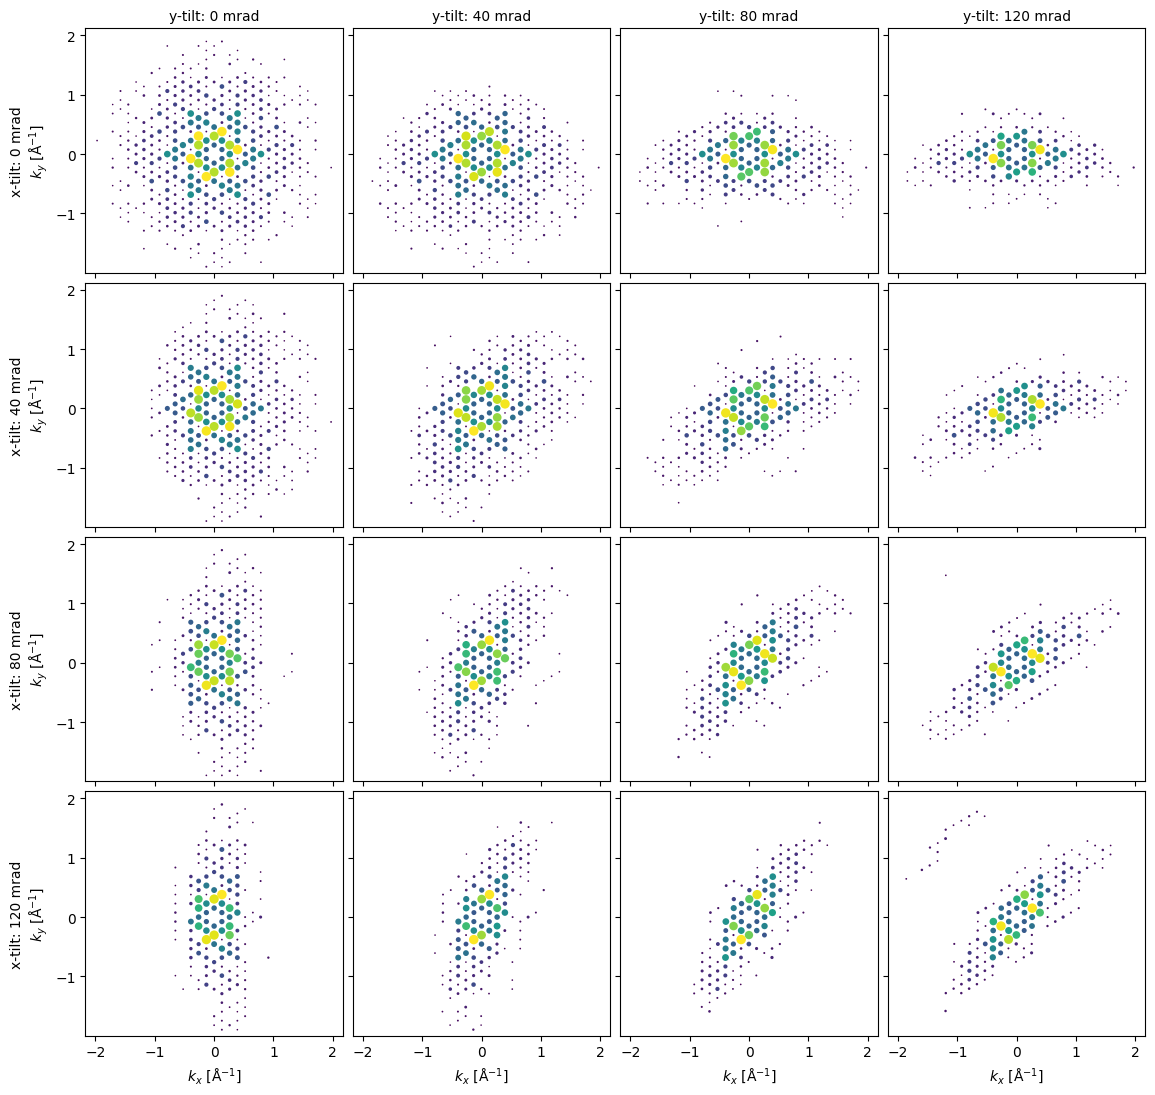 y-tilt: 0 mrad
y-tilt: 40 mrad
y-tilt: 80 mrad
y-tilt: 120 mrad
x-tilt: 0 mrad
k_y [Å⁻¹]
2
1
0
−1
x-tilt: 40 mrad
k_y [Å⁻¹]
2
1
0
−1
x-tilt: 80 mrad
k_y [Å⁻¹]
2
1
0
−1
x-tilt: 120 mrad
k_y [Å⁻¹]
2
1
0
−1
−2 −1 0 1 2
−2 −1 0 1 2
−2 −1 0 1 2
−2 −1 0 1 2
k_x [Å⁻¹]
k_x [Å⁻¹]
k_x [Å⁻¹]
k_x [Å⁻¹]